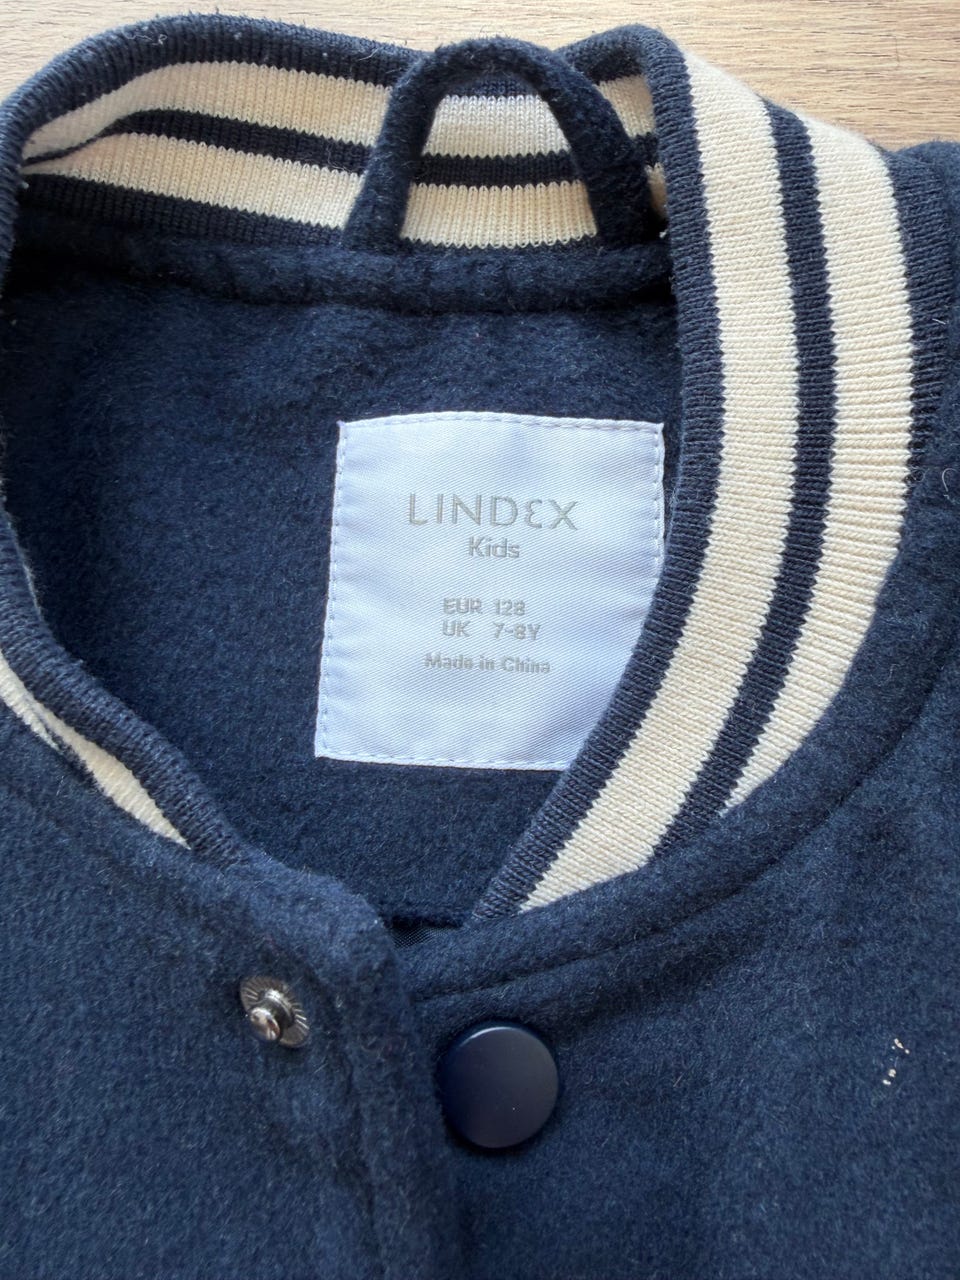 LINDEX
Kids
EUR 128
UK 7-8Y
Made in China